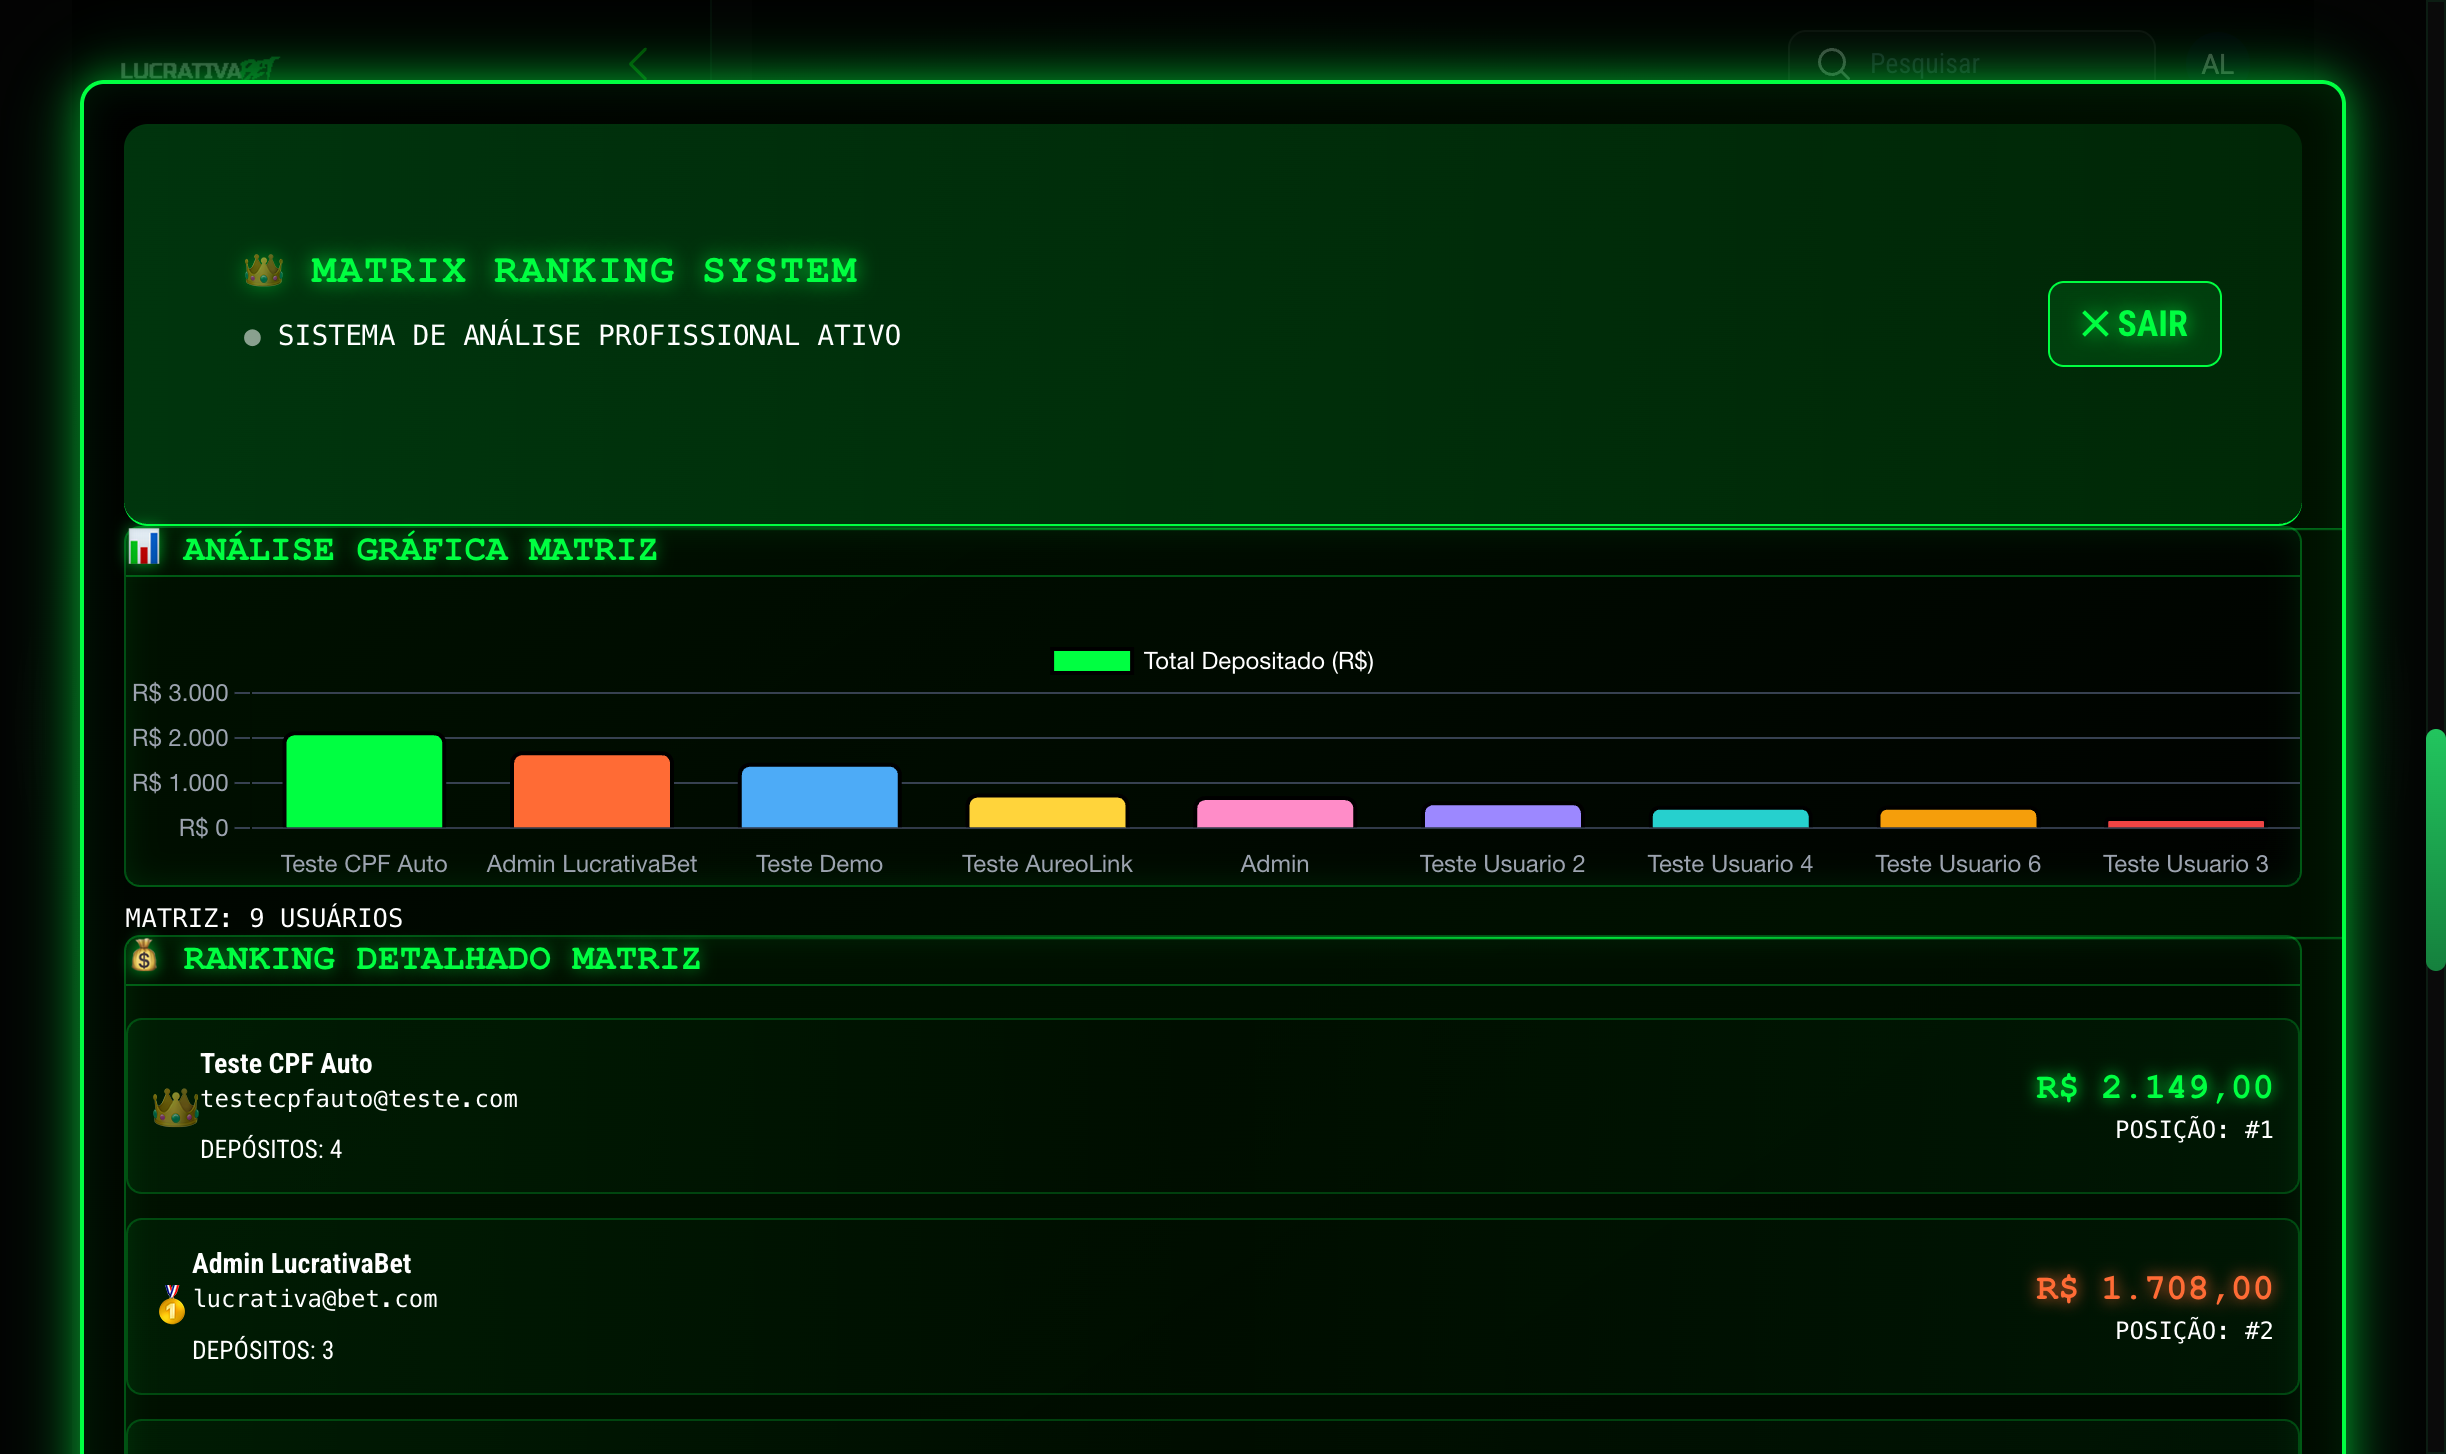 LUCRATIVABET
Pesquisar
AL
MATRIX RANKING SYSTEM
SISTEMA DE ANÁLISE PROFISSIONAL ATIVO
SAIR
ANÁLISE GRÁFICA MATRIZ
Total Depositado (R$)
R$ 3.000
R$ 2.000
R$ 1.000
R$ 0
Teste CPF Auto
Admin LucrativaBet
Teste Demo
Teste AureoLink
Admin
Teste Usuario 2
Teste Usuario 4
Teste Usuario 6
Teste Usuario 3
MATRIZ: 9 USUÁRIOS
RANKING DETALHADO MATRIZ
Teste CPF Auto
testecpfauto@teste.com
DEPÓSITOS: 4
R$ 2.149,00
POSIÇÃO: #1
Admin LucrativaBet
lucrativa@bet.com
DEPÓSITOS: 3
R$ 1.708,00
POSIÇÃO: #2